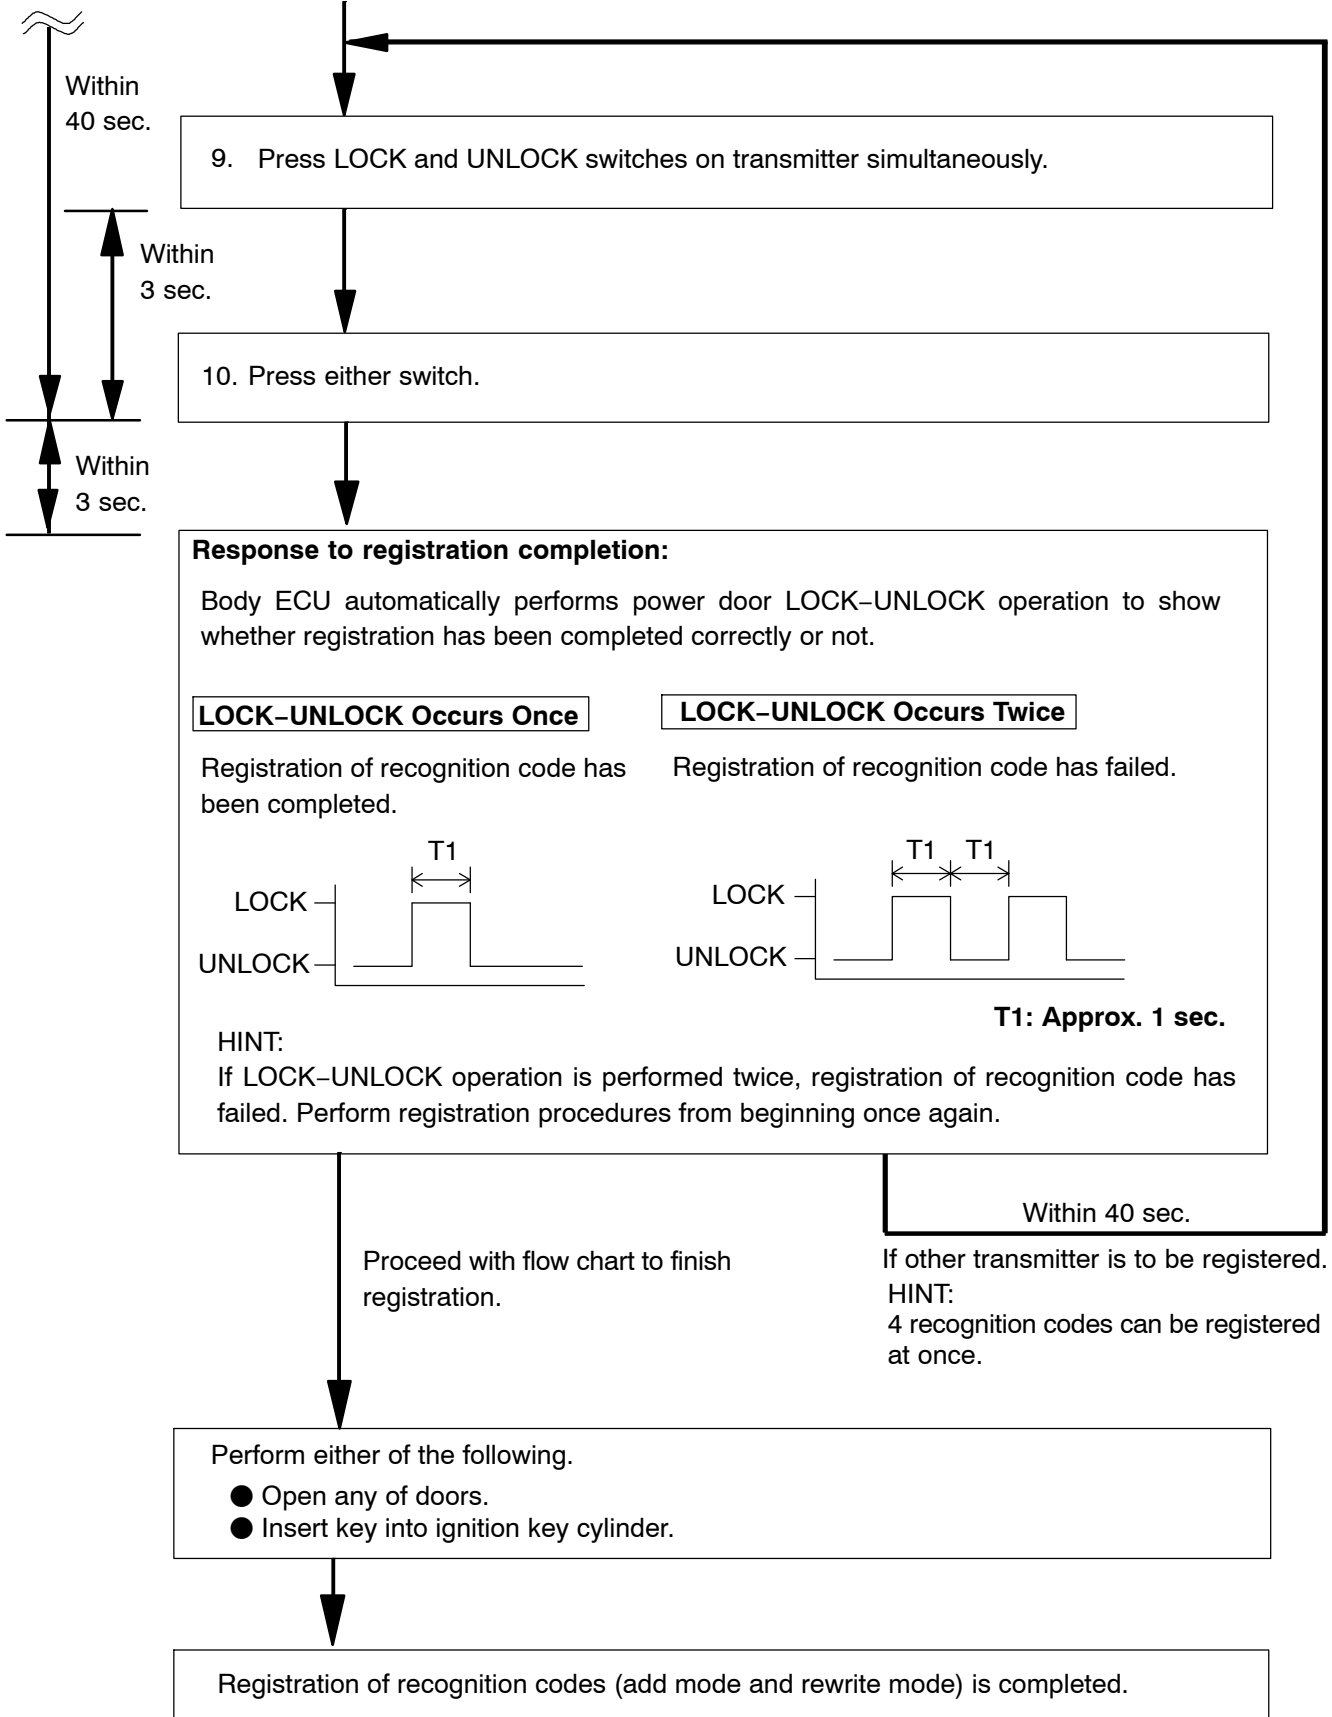 Within
40 sec.
9. Press LOCK and UNLOCK switches on transmitter simultaneously.
Within
3 sec.
10. Press either switch.
Within
3 sec.
Response to registration completion:
Body ECU automatically performs power door LOCK−UNLOCK operation to show
whether registration has been completed correctly or not.
LOCK−UNLOCK Occurs Once
Registration of recognition code has
been completed.
T1
LOCK
UNLOCK
LOCK−UNLOCK Occurs Twice
Registration of recognition code has failed.
T1 T1
LOCK
UNLOCK
T1: Approx. 1 sec.
HINT:
If LOCK−UNLOCK operation is performed twice, registration of recognition code has
failed. Perform registration procedures from beginning once again.
Within 40 sec.
Proceed with flow chart to finish
registration.
If other transmitter is to be registered.
HINT:
4 recognition codes can be registered
at once.
Perform either of the following.
● Open any of doors.
● Insert key into ignition key cylinder.
Registration of recognition codes (add mode and rewrite mode) is completed.